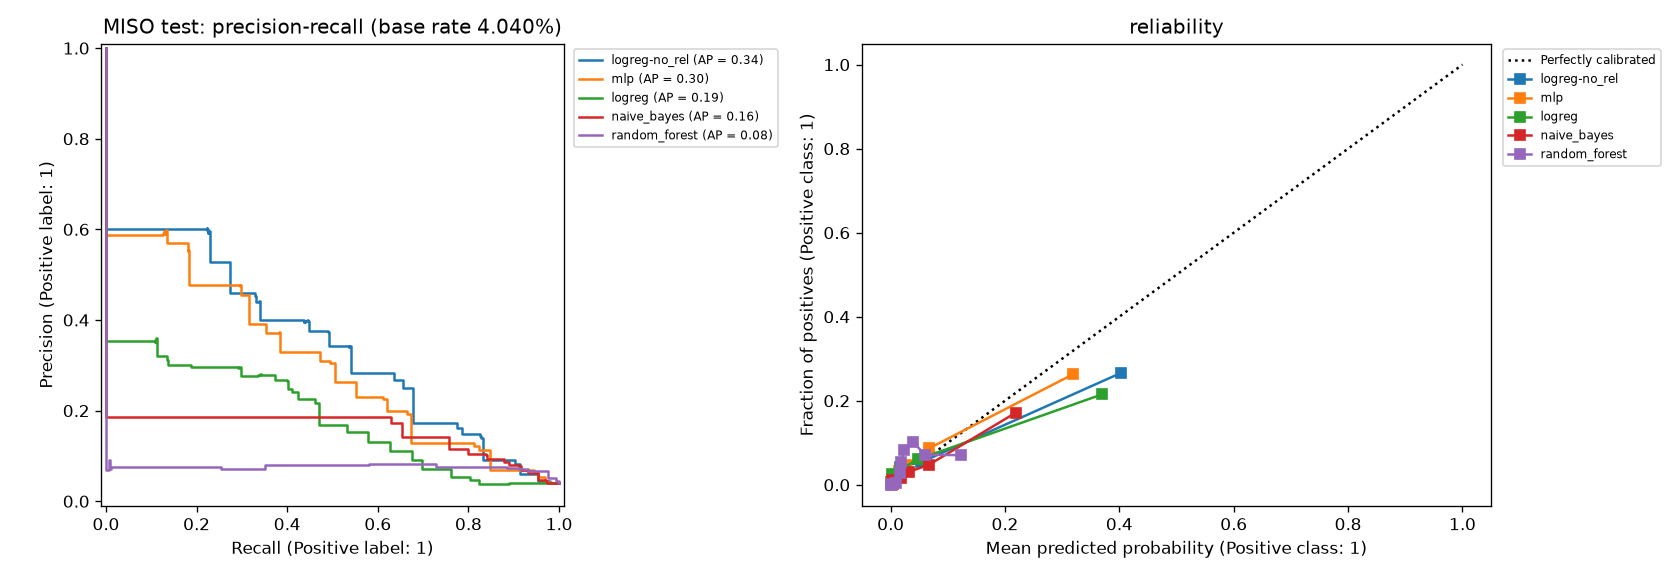 MISO test: precision-recall (base rate 4.040%)
Precision (Positive label: 1)
1.0
0.8
0.6
0.4
0.2
0.0
0.0 0.2 0.4 0.6 0.8 1.0
Recall (Positive label: 1)
logreg-no_rel (AP = 0.34)
mlp (AP = 0.30)
logreg (AP = 0.19)
naive_bayes (AP = 0.16)
random_forest (AP = 0.08)
reliability
Fraction of positives (Positive class: 1)
1.0
0.8
0.6
0.4
0.2
0.0
0.0 0.2 0.4 0.6 0.8 1.0
Mean predicted probability (Positive class: 1)
Perfectly calibrated
logreg-no_rel
mlp
logreg
naive_bayes
random_forest